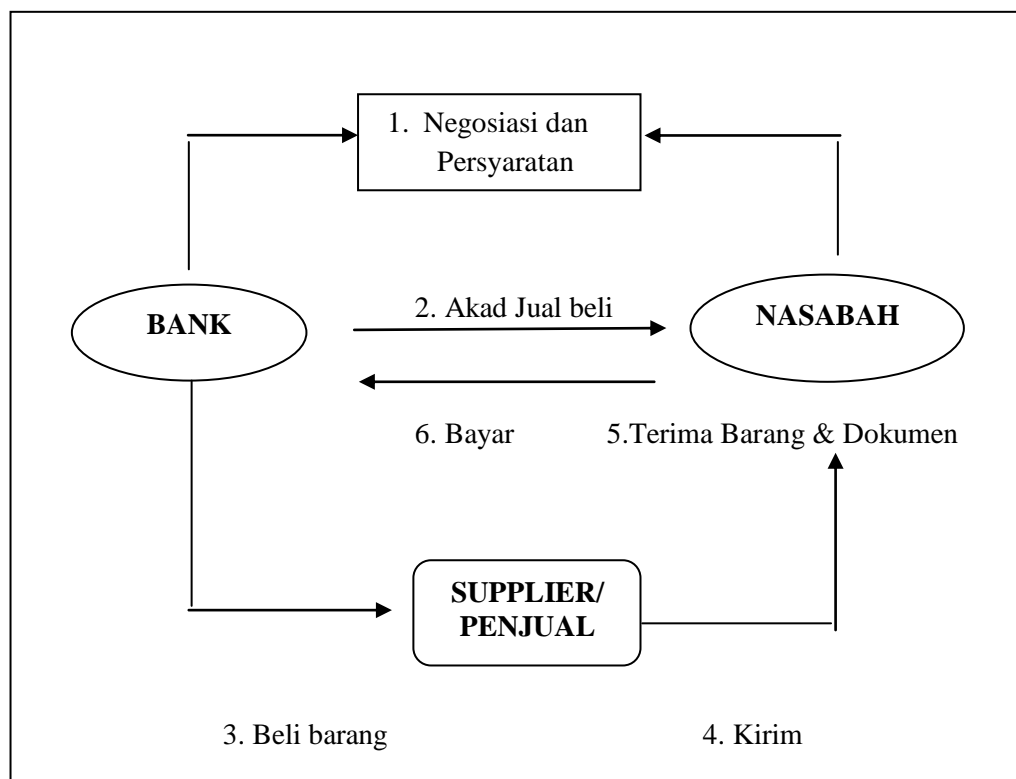 1. Negosiasi dan
Persyaratan
BANK
2. Akad Jual beli
NASABAH
6. Bayar
5.Terima Barang & Dokumen
SUPPLIER/
PENJUAL
3. Beli barang
4. Kirim